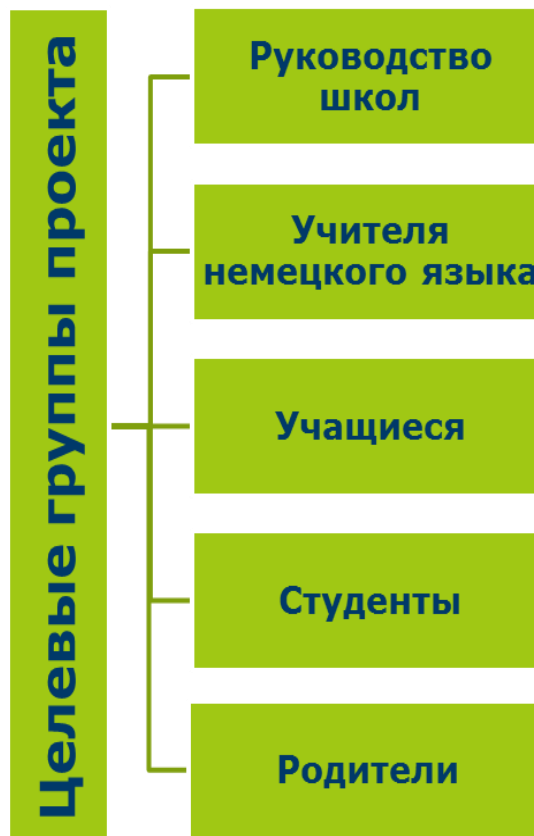 Целевые группы проекта
Руководство
школ
Учителя
немецкого языка
Учащиеся
Студенты
Родители